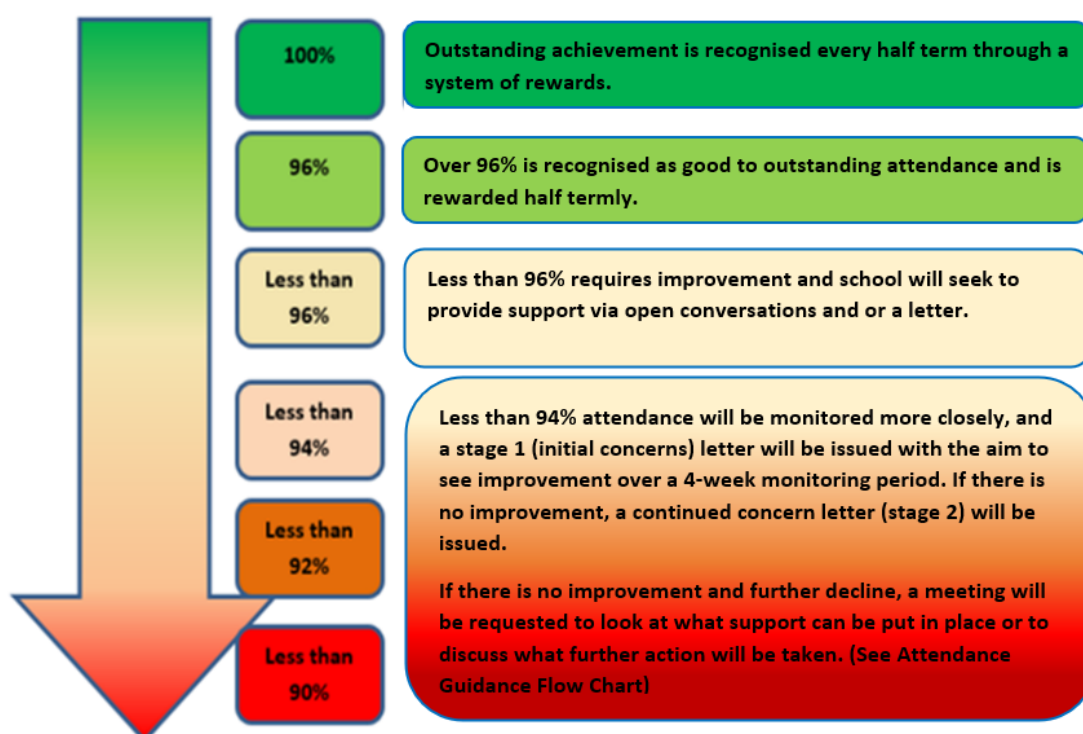 100%
Outstanding achievement is recognised every half term through a
system of rewards.
96%
Over 96% is recognised as good to outstanding attendance and is
rewarded half termly.
Less than
96%
Less than 96% requires improvement and school will seek to
provide support via open conversations and or a letter.
Less than
94%
Less than 94% attendance will be monitored more closely, and
a stage 1 (initial concerns) letter will be issued with the aim to
see improvement over a 4-week monitoring period. If there is
no improvement, a continued concern letter (stage 2) will be
issued.
Less than
92%
If there is no improvement and further decline, a meeting will
be requested to look at what support can be put in place or to
discuss what further action will be taken. (See Attendance
Guidance Flow Chart)
Less than
90%